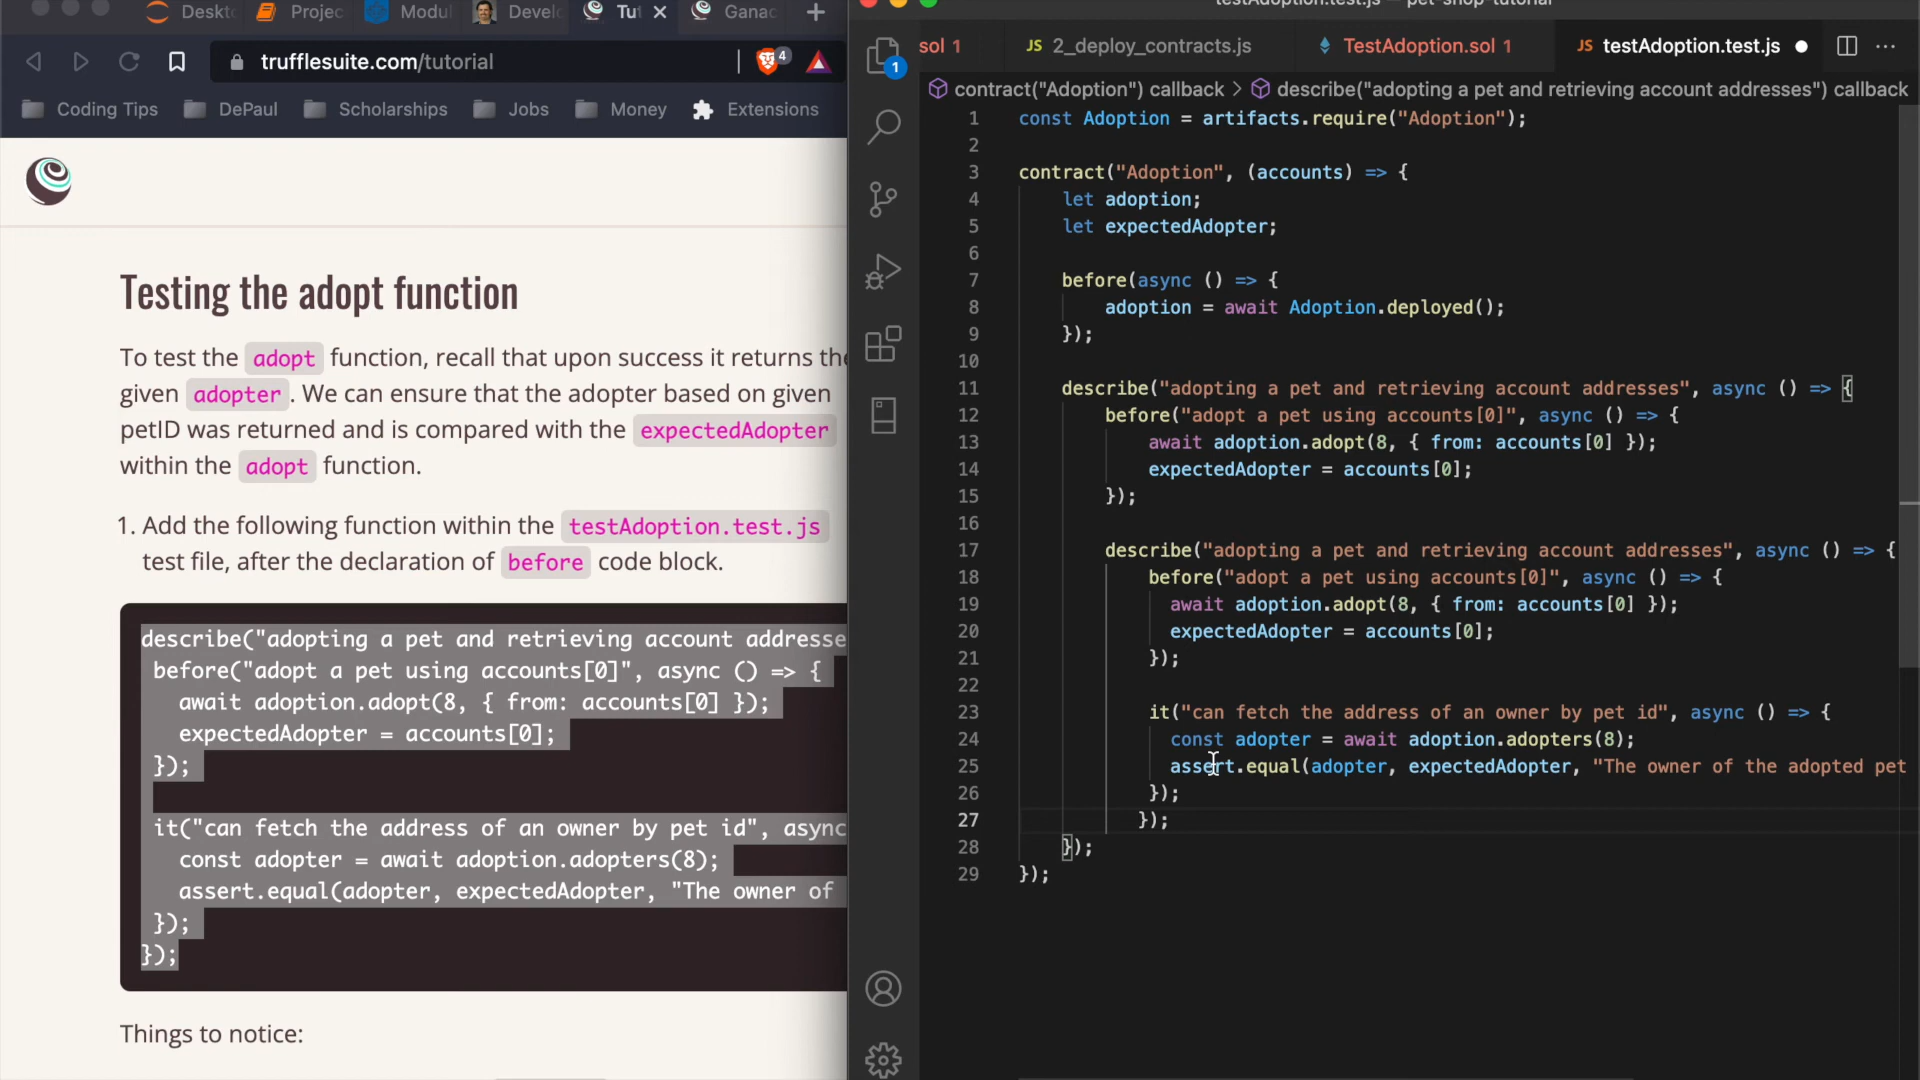 Deskt
Projec
Modul
Develo
Tut
Ganac
testAdoption.test.js — pet-shop-tutorial
trufflesuite.com/tutorial
4
Coding Tips
DePaul
Scholarships
Jobs
Money
Extensions
Testing the adopt function
To test the adopt function, recall that upon success it returns the
given adopter . We can ensure that the adopter based on given
petID was returned and is compared with the expectedAdopter
within the adopt function.
1. Add the following function within the testAdoption.test.js
test file, after the declaration of before code block.
describe("adopting a pet and retrieving account addresse
before("adopt a pet using accounts[0]", async () => {
await adoption.adopt(8, { from: accounts[0] });
expectedAdopter = accounts[0];
});
it("can fetch the address of an owner by pet id", async
const adopter = await adoption.adopters(8);
assert.equal(adopter, expectedAdopter, "The owner of
});
});
Things to notice:
1
sol 1
JS 2_deploy_contracts.js
TestAdoption.sol 1
JS testAdoption.test.js
contract("Adoption") callback > describe("adopting a pet and retrieving account addresses") callback
1 const Adoption = artifacts.require("Adoption");
2
3 contract("Adoption", (accounts) => {
4 let adoption;
5 let expectedAdopter;
6
7 before(async () => {
8 adoption = await Adoption.deployed();
9 });
10
11 describe("adopting a pet and retrieving account addresses", async () => {
12 before("adopt a pet using accounts[0]", async () => {
13 await adoption.adopt(8, { from: accounts[0] });
14 expectedAdopter = accounts[0];
15 });
16
17 describe("adopting a pet and retrieving account addresses", async () => {
18 before("adopt a pet using accounts[0]", async () => {
19 await adoption.adopt(8, { from: accounts[0] });
20 expectedAdopter = accounts[0];
21 });
22
23 it("can fetch the address of an owner by pet id", async () => {
24 const adopter = await adoption.adopters(8);
25 assert.equal(adopter, expectedAdopter, "The owner of the adopted pet
26 });
27 });
28 });
29 });